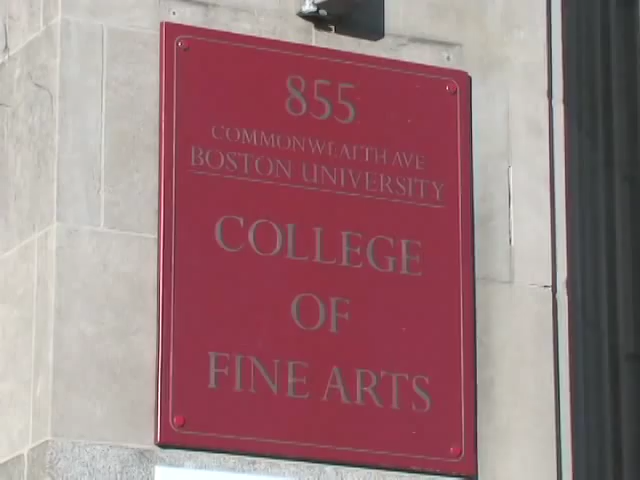 855
COMMONWEALTH AVE
BOSTON UNIVERSITY
COLLEGE
OF
FINE ARTS